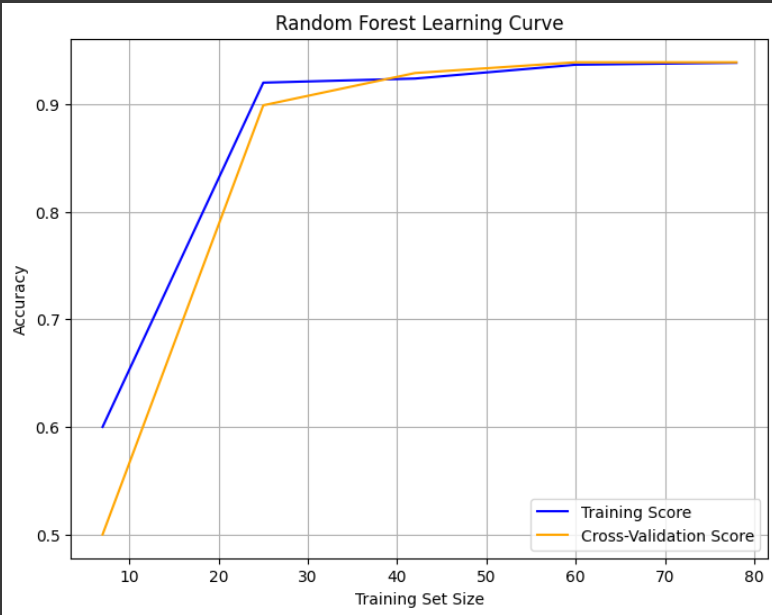 Random Forest Learning Curve
0.9
0.8
0.7
0.6
0.5
Accuracy
Training Score
Cross-Validation Score
10 20 30 40 50 60 70 80
Training Set Size